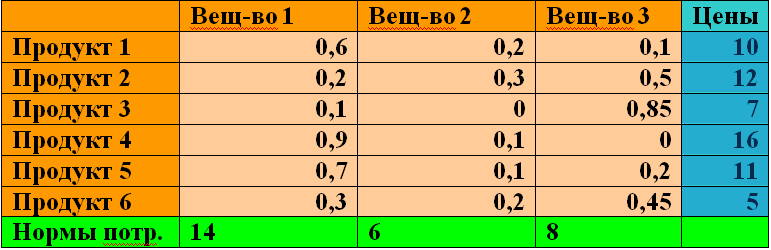 Вещ-во 1 Вещ-во 2 Вещ-во 3 Цены
Продукт 1 0,6 0,2 0,1 10
Продукт 2 0,2 0,3 0,5 12
Продукт 3 0,1 0 0,85 7
Продукт 4 0,9 0,1 0 16
Продукт 5 0,7 0,1 0,2 11
Продукт 6 0,3 0,2 0,45 5
Нормы потр. 14 6 8